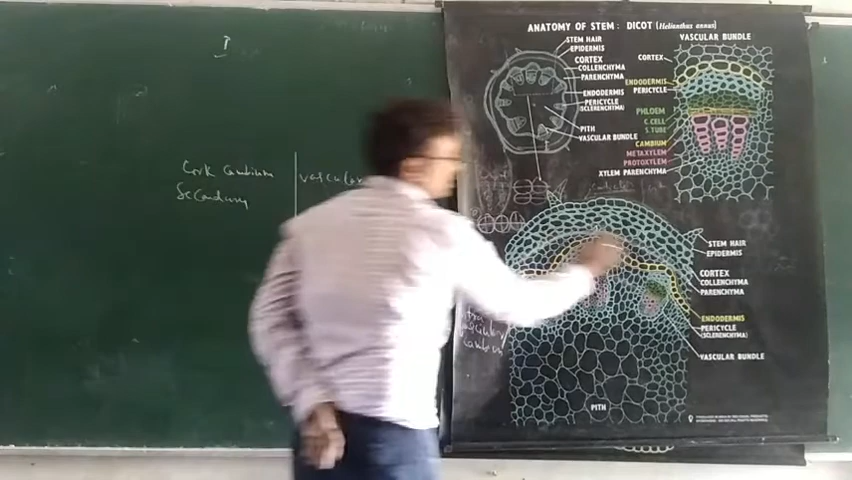 Cork Cambium
Secondary
vascular
ANATOMY OF STEM : DICOT (Helianthus annus)
STEM HAIR
EPIDERMIS
CORTEX
COLLENCHYMA
PARENCHYMA
ENDODERMIS
PERICYCLE
(SCLERENCHYMA)
PITH
VASCULAR BUNDLE
VASCULAR BUNDLE
CORTEX
ENDODERMIS
PERICYCLE
PHLOEM
C.CELL
S.TUBE
CAMBIUM
METAXYLEM
PROTOXYLEM
XYLEM PARENCHYMA
STEM HAIR
EPIDERMIS
CORTEX
COLLENCHYMA
PARENCHYMA
ENDODERMIS
PERICYCLE
(SCLERENCHYMA)
VASCULAR BUNDLE
PITH